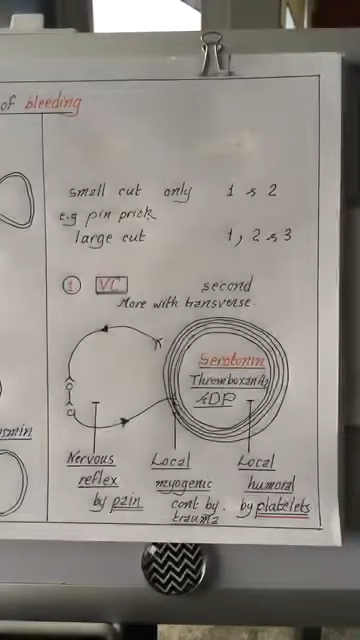 of bleeding
small cut only 1 & 2
e.g pin prick
large cut 1, 2 & 3
1 VC second
More with transverse.
Serotonin
Thromboxan A2
ADP
smin
Nervous Local Local
reflex myogenic humoral
by pain cont by. by platelets
trauma